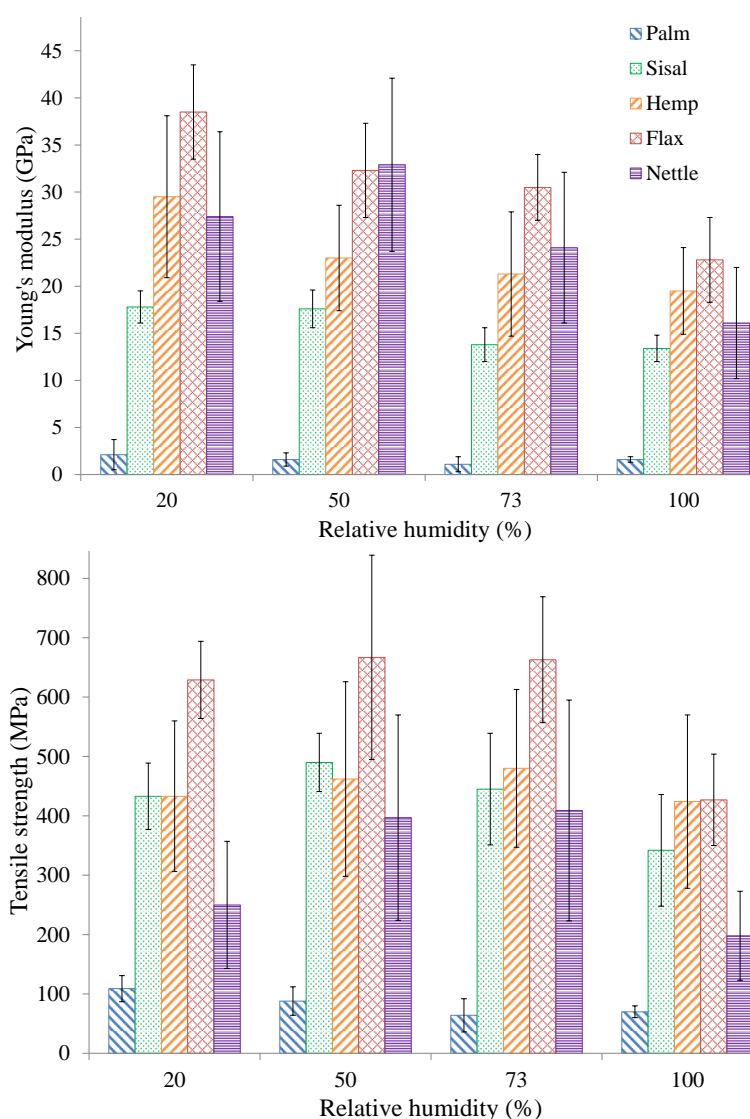 Young's modulus (GPa)
45
40
35
30
25
20
15
10
5
0
Palm
Sisal
Hemp
Flax
Nettle
20 50 73 100
Relative humidity (%)
Tensile strength (MPa)
800
700
600
500
400
300
200
100
0
20 50 73 100
Relative humidity (%)